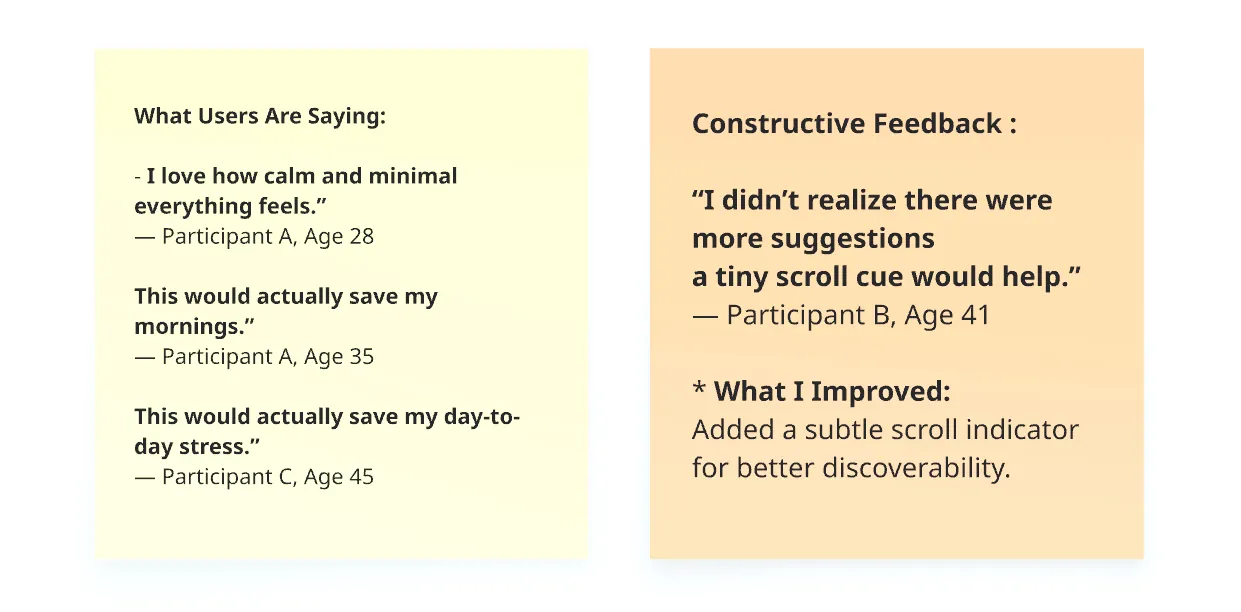 What Users Are Saying:
- I love how calm and minimal
everything feels.”
— Participant A, Age 28
This would actually save my
mornings.”
— Participant A, Age 35
This would actually save my day-to-
day stress.”
— Participant C, Age 45
Constructive Feedback :
“I didn’t realize there were
more suggestions
a tiny scroll cue would help.”
— Participant B, Age 41
* What I Improved:
Added a subtle scroll indicator
for better discoverability.